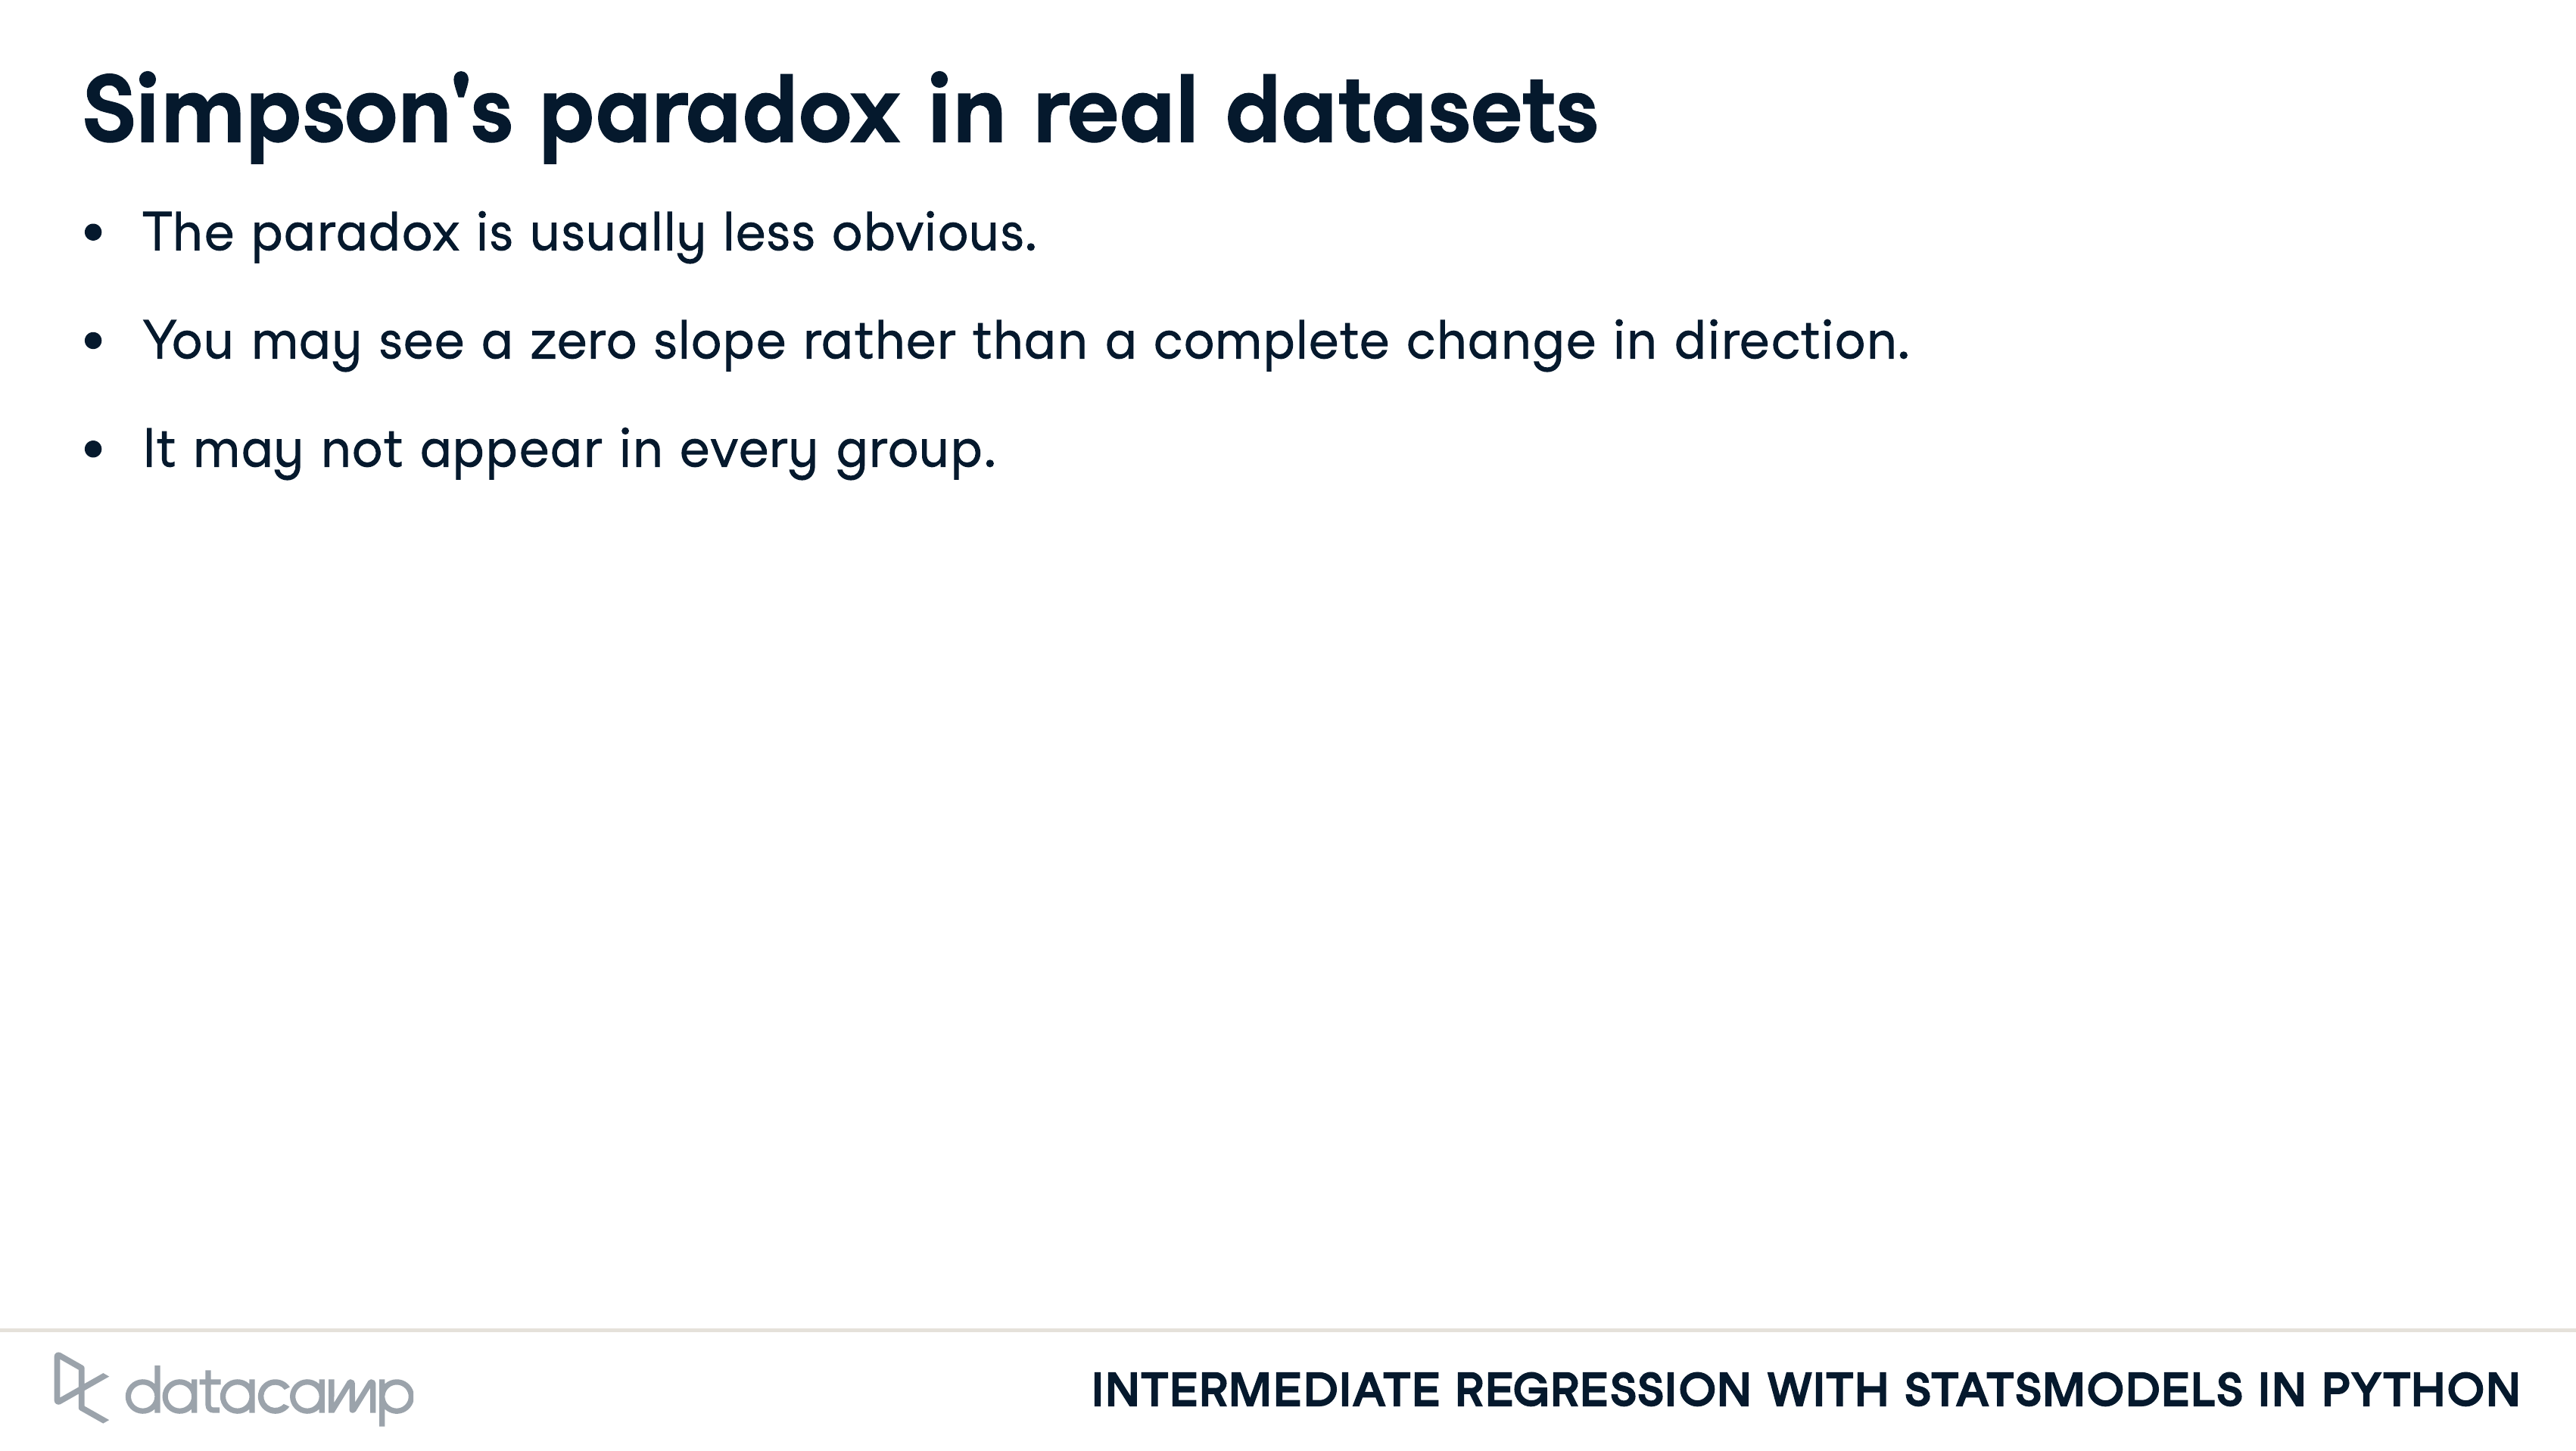 Simpson's paradox in real datasets
• The paradox is usually less obvious.
• You may see a zero slope rather than a complete change in direction.
• It may not appear in every group.
datacamp
INTERMEDIATE REGRESSION WITH STATSMODELS IN PYTHON